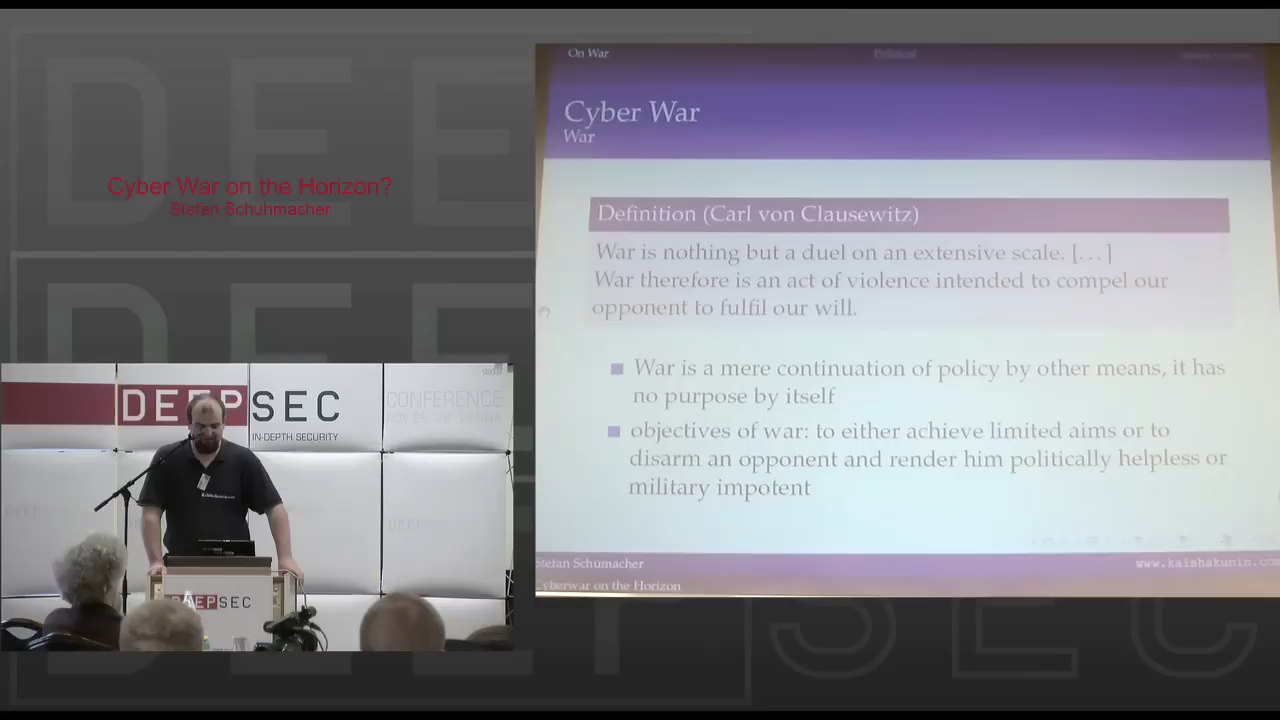 Cyber War on the Horizon?
Stefan Schuhmacher
On War
Political
Cyber War
War
Definition (Carl von Clausewitz)
War is nothing but a duel on an extensive scale. [...]
War therefore is an act of violence intended to compel our
opponent to fulfil our will.
War is a mere continuation of policy by other means, it has
no purpose by itself
objectives of war: to either achieve limited aims or to
disarm an opponent and render him politically helpless or
military impotent
Stefan Schumacher
www.kaishakunin.com
Cyberwar on the Horizon
DEEPSEC
IN-DEPTH SECURITY
CONFERENCE
DEEPSEC